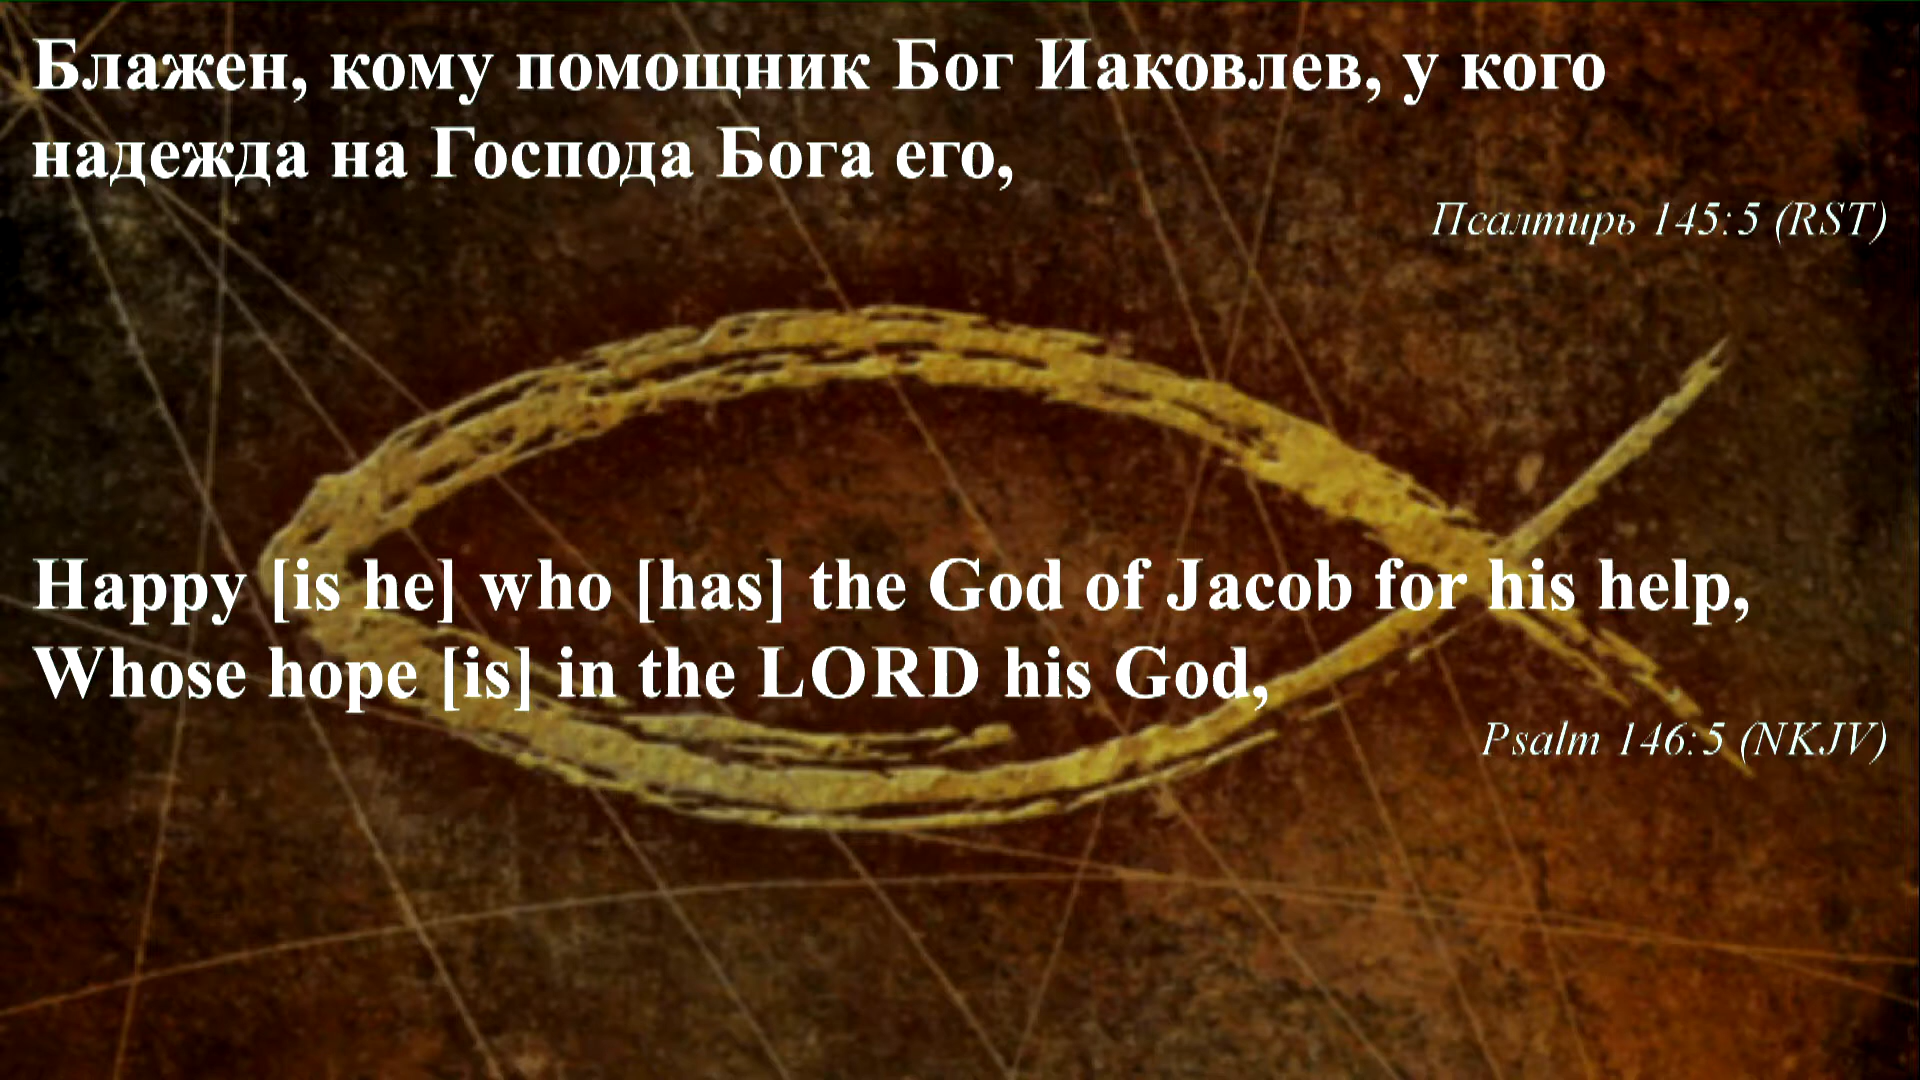 Блажен, кому помощник Бог Иаковлев, у кого
надежда на Господа Бога его,
Псалтирь 145:5 (RST)
Happy [is he] who [has] the God of Jacob for his help,
Whose hope [is] in the LORD his God,
Psalm 146:5 (NKJV)